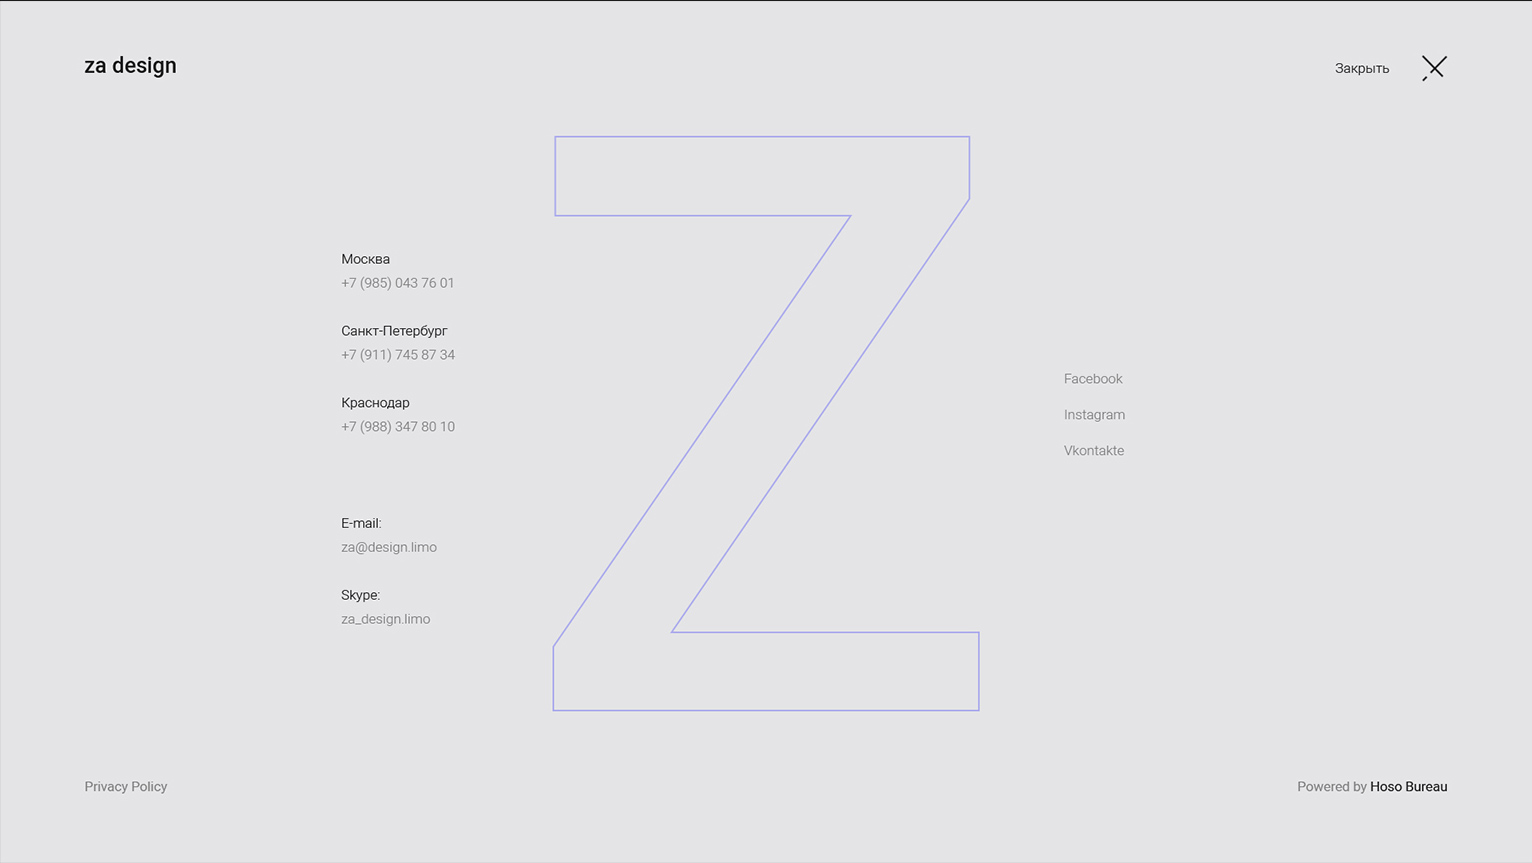 za design
Закрыть
Москва
+7 (985) 043 76 01
Санкт-Петербург
+7 (911) 745 87 34
Краснодар
+7 (988) 347 80 10
E-mail:
za@design.limo
Skype:
za_design.limo
Z
Facebook
Instagram
Vkontakte
Privacy Policy
Powered by Hoso Bureau